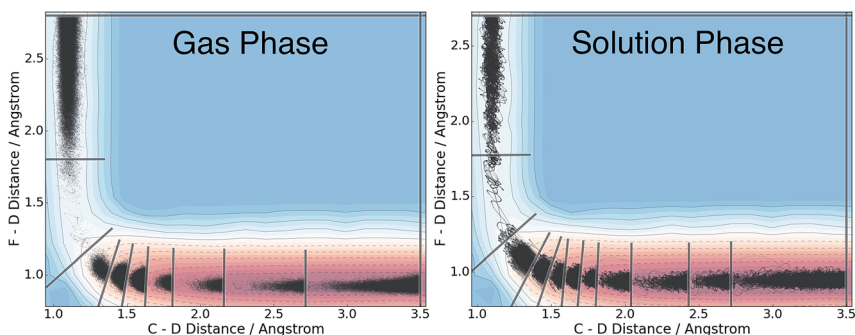 Gas Phase
2.5
2.0
1.5
1.0
F - D Distance / Angstrom
1.0 1.5 2.0 2.5 3.0 3.5
C - D Distance / Angstrom
Solution Phase
2.5
2.0
1.5
1.0
F - D Distance / Angstrom
1.0 1.5 2.0 2.5 3.0 3.5
C - D Distance / Angstrom